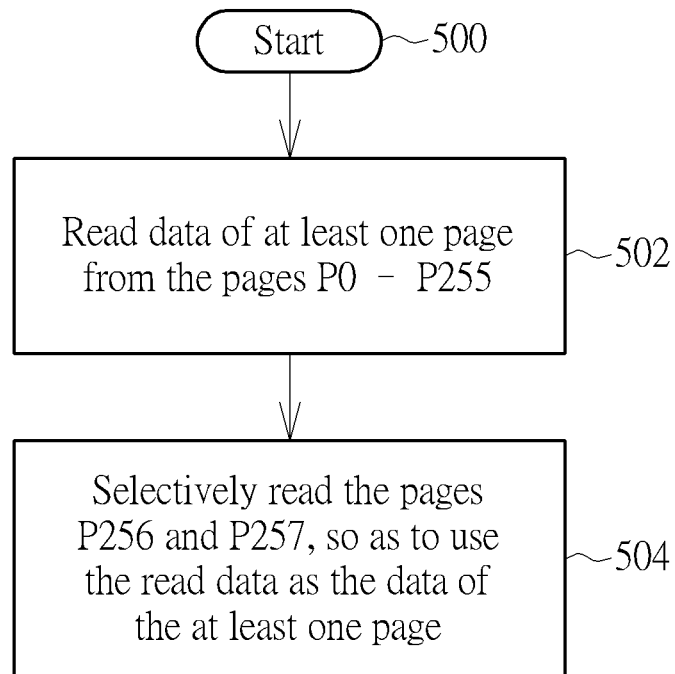 Start
500
Read data of at least one page
from the pages P0 - P255
502
Selectively read the pages
P256 and P257, so as to use
the read data as the data of
the at least one page
504